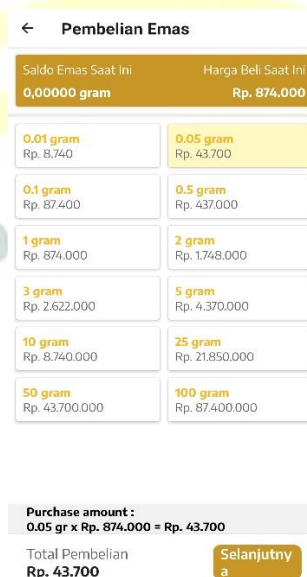 ← Pembelian Emas
Saldo Emas Saat Ini Harga Beli Saat Ini
0,00000 gram Rp. 874.000
0.01 gram 0.05 gram
Rp. 8.740 Rp. 43.700
0.1 gram 0.5 gram
Rp. 87.400 Rp. 437.000
1 gram 2 gram
Rp. 874.000 Rp. 1.748.000
3 gram 5 gram
Rp. 2.622.000 Rp. 4.370.000
10 gram 25 gram
Rp. 8.740.000 Rp. 21.850.000
50 gram 100 gram
Rp. 43.700.000 Rp. 87.400.000
Purchase amount :
0.05 gr x Rp. 874.000 = Rp. 43.700
Total Pembelian Selanjutny
Rp. 43.700 a